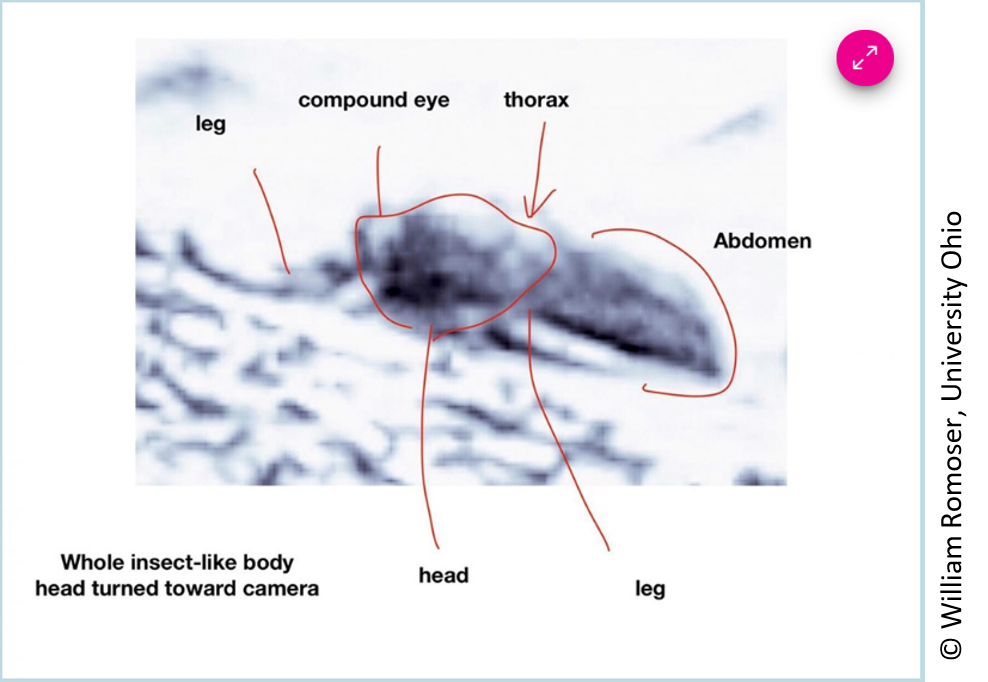 compound eye
thorax
leg
Abdomen
Whole insect-like body
head turned toward camera
head
leg
© William Romoser, University Ohio